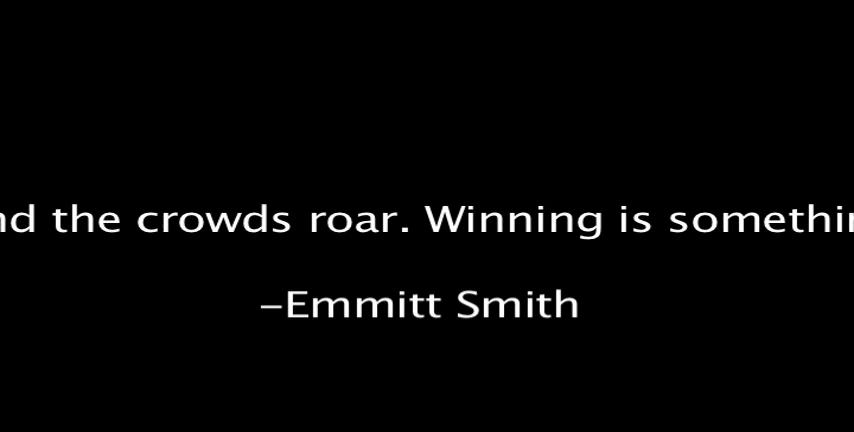 nd the crowds roar. Winning is somethin
–Emmitt Smith